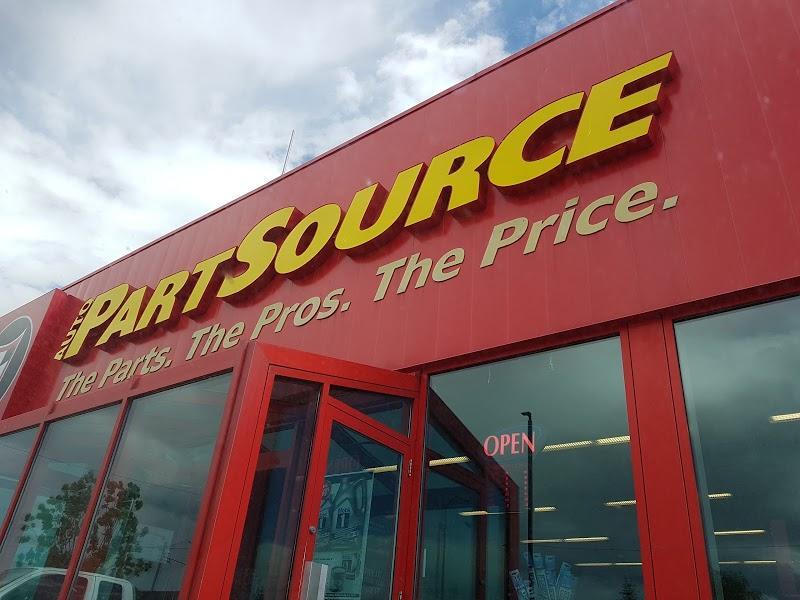 AUTO PARTSOURCE
The Parts. The Pros. The Price.
OPEN